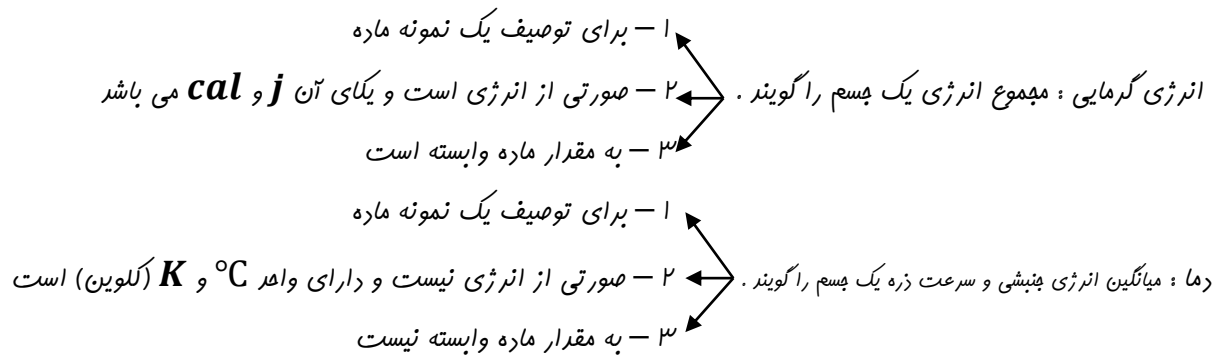 ۱ – برای توصیف یک نمونه ماده
انرژی گرمایی : مجموع انرژی یک جسم را گویند . ۲ – صورتی از انرژی است و یکای آن j و cal می باشد
۳ – به مقدار ماده وابسته است
۱ – برای توصیف یک نمونه ماده
دما : میانگین انرژی جنبشی و سرعت ذره یک جسم را گویند . ۲ – صورتی از انرژی نیست و دارای واحد °C و K (کلوین) است
۳ – به مقدار ماده وابسته نیست